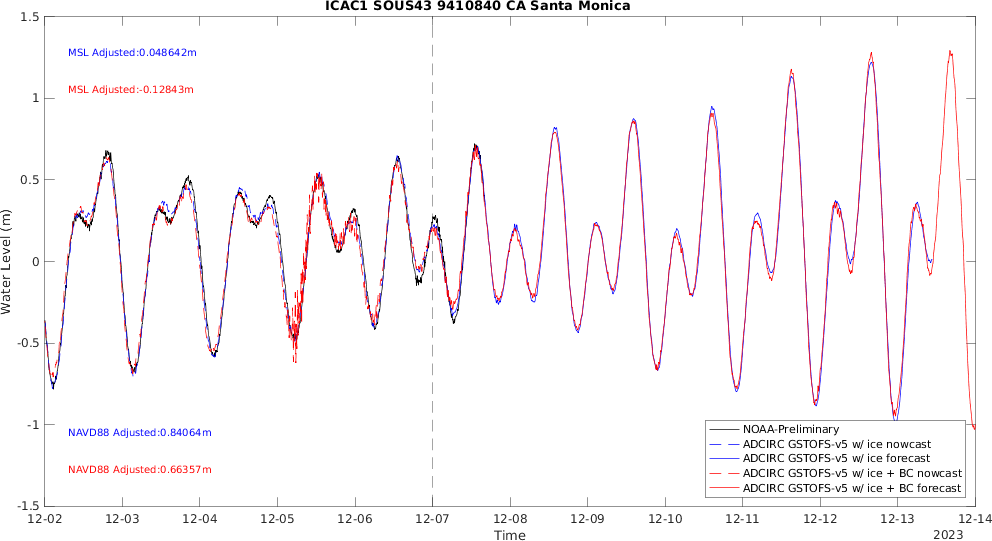 ICAC1 SOUS43 9410840 CA Santa Monica
1.5
1
0.5
0
-0.5
-1
-1.5
Water Level (m)
MSL Adjusted:0.048642m
MSL Adjusted:-0.12843m
NAVD88 Adjusted:0.84064m
NAVD88 Adjusted:0.66357m
NOAA-Preliminary
ADCIRC GSTOFS-v5 w/ ice nowcast
ADCIRC GSTOFS-v5 w/ ice forecast
ADCIRC GSTOFS-v5 w/ ice + BC nowcast
ADCIRC GSTOFS-v5 w/ ice + BC forecast
12-02 12-03 12-04 12-05 12-06 12-07 12-08 12-09 12-10 12-11 12-12 12-13 12-14
Time
2023